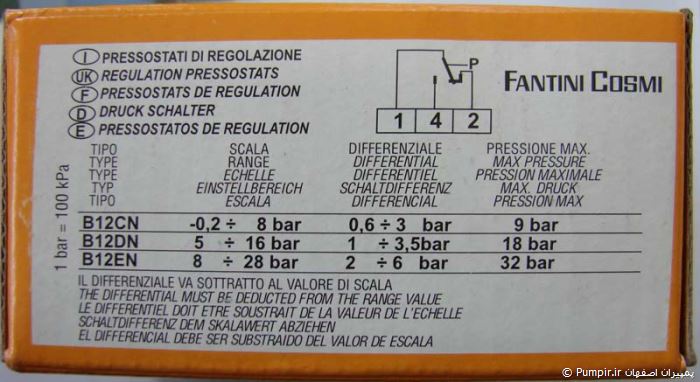 I PRESSOSTATI DI REGOLAZIONE
UK REGULATION PRESSOSTATS
F PRESSOSTATS DE REGULATION
D DRUCK SCHALTER
E PRESSOSTATOS DE REGULATION
P
1 4 2
FANTINI COSMI
1 bar = 100 kPa
TIPO SCALA DIFFERENZIALE PRESSIONE MAX.
TYPE RANGE DIFFERENTIAL MAX PRESSURE
TYPE ECHELLE DIFFERENTIEL PRESSION MAXIMALE
TYP EINSTELLBEREICH SCHALTDIFFERENZ MAX. DRUCK
TIPO ESCALA DIFFERENCIAL PRESSION MAX
B12CN -0,2 ÷ 8 bar 0,6 ÷ 3 bar 9 bar
B12DN 5 ÷ 16 bar 1 ÷ 3,5bar 18 bar
B12EN 8 ÷ 28 bar 2 ÷ 6 bar 32 bar
IL DIFFERENZIALE VA SOTTRATTO AL VALORE DI SCALA
THE DIFFERENTIAL MUST BE DEDUCTED FROM THE RANGE VALUE
LE DIFFERENTIEL DOIT ETRE SOUSTRAIT DE LA VALEUR DE L'ECHELLE
SCHALTDIFFERENZ DEM SKALAWERT ABZIEHEN
EL DIFFERENCIAL DEBE SER SUBSTRAIDO DEL VALOR DE ESCALA
© Pumpir.ir پمپیران اصفهان